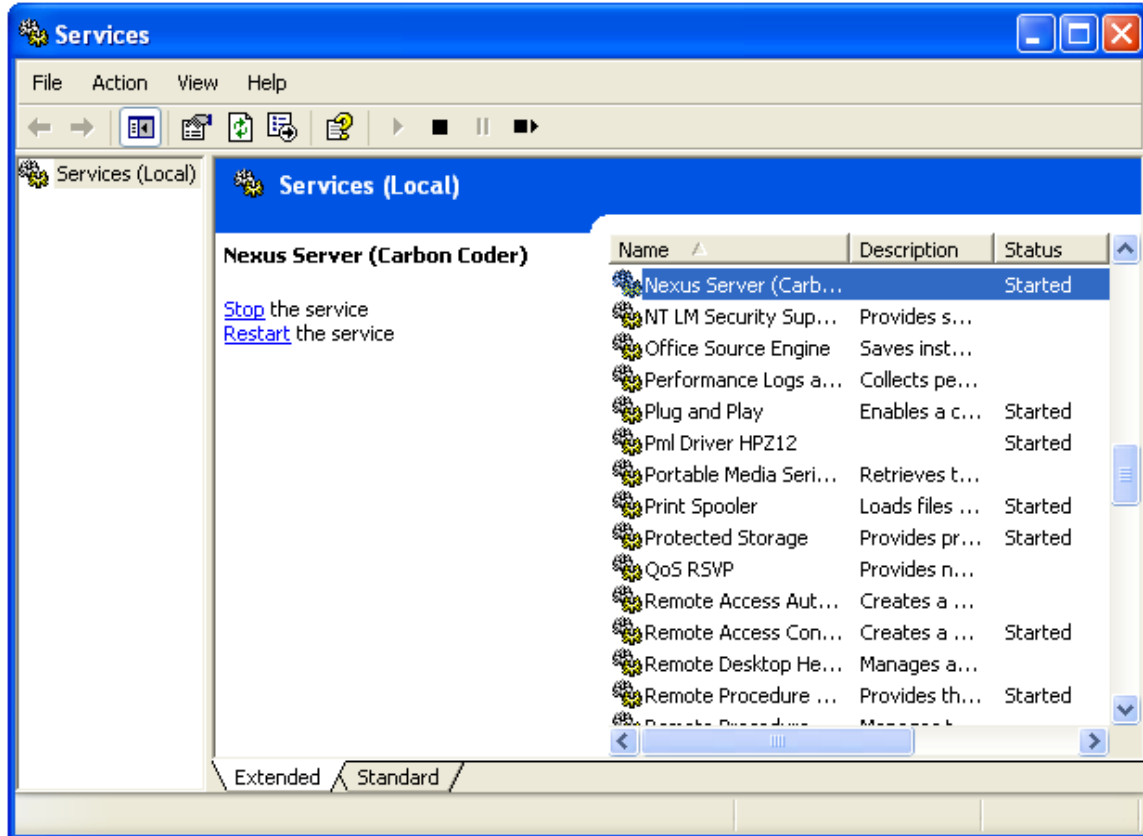 Services
File Action View Help
Services (Local)
Services (Local)
Nexus Server (Carbon Coder)
Stop the service
Restart the service
Name Description Status
Nexus Server (Carb... Started
NT LM Security Sup... Provides s...
Office Source Engine Saves inst...
Performance Logs a... Collects pe...
Plug and Play Enables a c... Started
Pml Driver HPZ12 Started
Portable Media Seri... Retrieves t...
Print Spooler Loads files ... Started
Protected Storage Provides pr... Started
QoS RSVP Provides n...
Remote Access Aut... Creates a ...
Remote Access Con... Creates a ... Started
Remote Desktop He... Manages a...
Remote Procedure ... Provides th... Started
Extended Standard